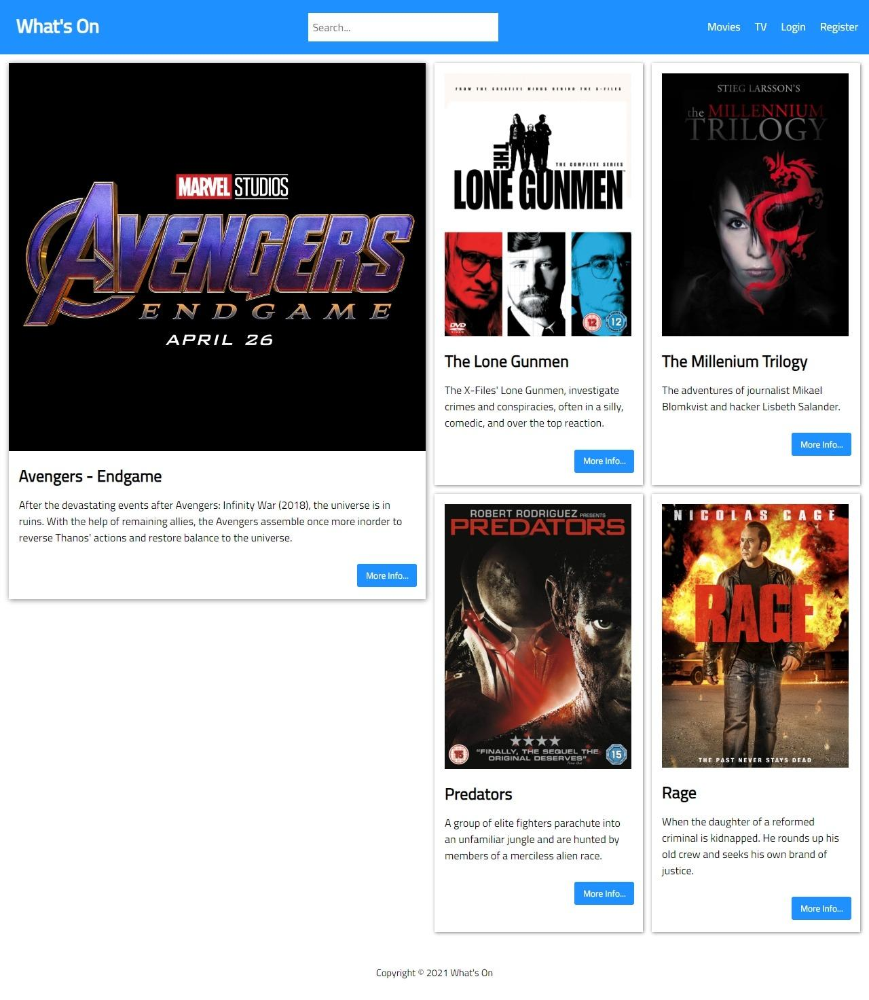 What's On
Search...
Movies TV Login Register
MARVEL STUDIOS
AVENGERS
ENDGAME
APRIL 26
Avengers - Endgame
After the devastating events after Avengers: Infinity War (2018), the universe is in
ruins. With the help of remaining allies, the Avengers assemble once more inorder to
reverse Thanos' actions and restore balance to the universe.
More Info...
FROM THE CREATIVE MINDS BEHIND THE X-FILES
THE COMPLETE SERIES
THE
LONE GUNMEN
DVD
VIDEO
12
12
The Lone Gunmen
The X-Files' Lone Gunmen, investigate
crimes and conspiracies, often in a silly,
comedic, and over the top reaction.
More Info...
STIEG LARSSON'S
the MILLENNIUM
TRILOGY
The Millenium Trilogy
The adventures of journalist Mikael
Blomkvist and hacker Lisbeth Salander.
More Info...
ROBERT RODRIGUEZ PRESENTS
PREDATORS
15
"FINALLY, THE SEQUEL THE
ORIGINAL DESERVES"
Time Out
15
Predators
A group of elite fighters parachute into
an unfamiliar jungle and are hunted by
members of a merciless alien race.
More Info...
NICOLAS CAGE
RAGE
THE PAST NEVER STAYS DEAD
Rage
When the daughter of a reformed
criminal is kidnapped. He rounds up his
old crew and seeks his own brand of
justice.
More Info...
Copyright © 2021 What's On